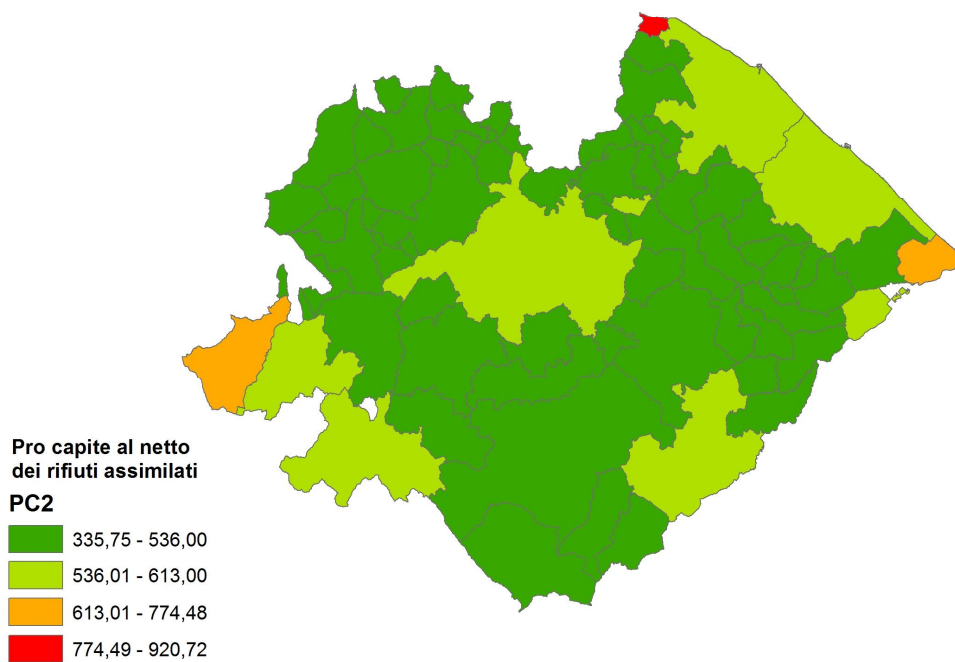 Pro capite al netto
dei rifiuti assimilati
PC2
335,75 - 536,00
536,01 - 613,00
613,01 - 774,48
774,49 - 920,72